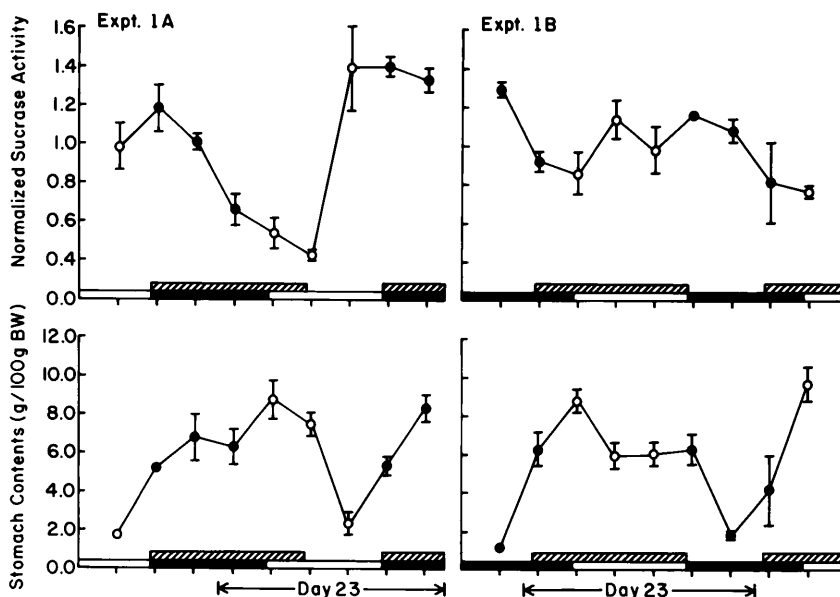 Expt. 1A
Expt. 1B
Normalized Sucrase Activity
1.6
1.4
1.2
1.0
0.8
0.6
0.4
0.0
Stomach Contents (g/100g BW)
12.0
10.0
8.0
6.0
4.0
2.0
0.0
Day 23
Day 23